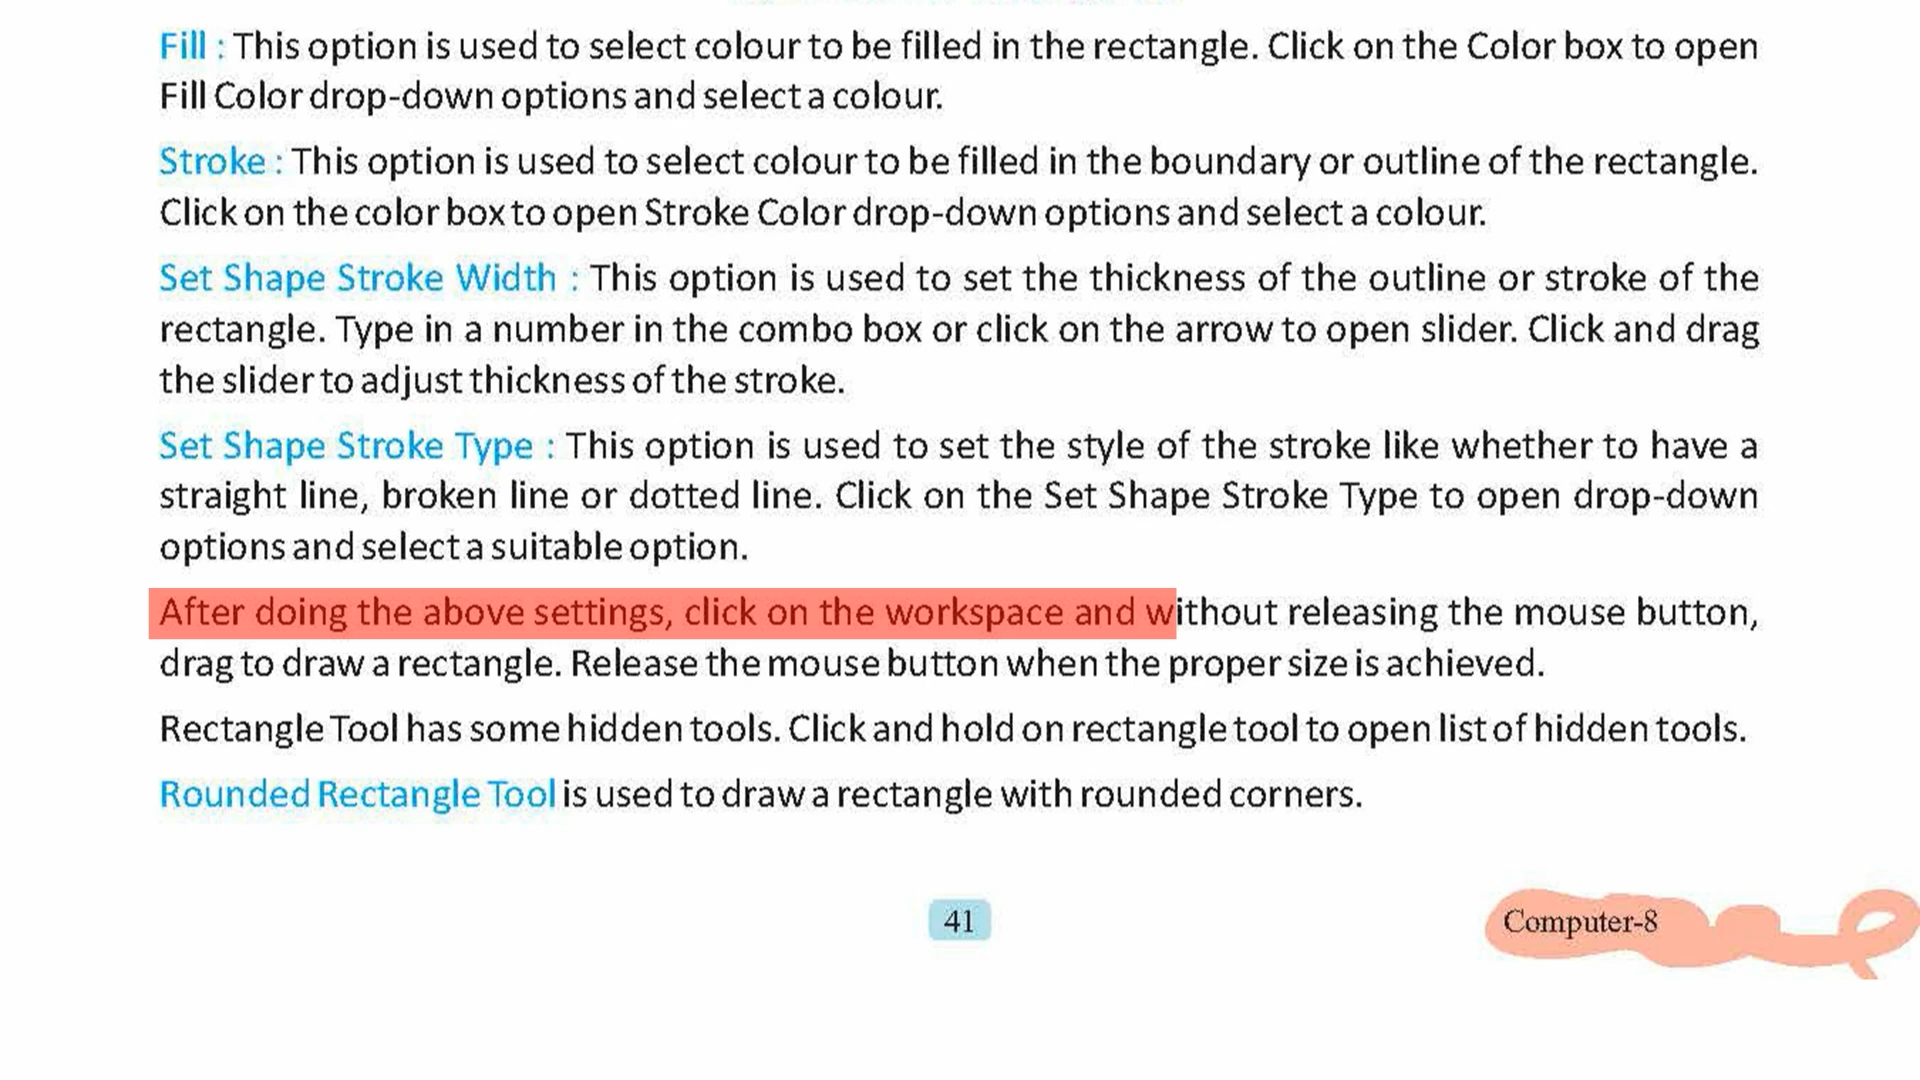 Fill : This option is used to select colour to be filled in the rectangle. Click on the Color box to open
Fill Color drop-down options and select a colour.
Stroke : This option is used to select colour to be filled in the boundary or outline of the rectangle.
Click on the color box to open Stroke Color drop-down options and select a colour.
Set Shape Stroke Width : This option is used to set the thickness of the outline or stroke of the
rectangle. Type in a number in the combo box or click on the arrow to open slider. Click and drag
the slider to adjust thickness of the stroke.
Set Shape Stroke Type : This option is used to set the style of the stroke like whether to have a
straight line, broken line or dotted line. Click on the Set Shape Stroke Type to open drop-down
options and select a suitable option.
After doing the above settings, click on the workspace and without releasing the mouse button,
drag to draw a rectangle. Release the mouse button when the proper size is achieved.
Rectangle Tool has some hidden tools. Click and hold on rectangle tool to open list of hidden tools.
Rounded Rectangle Tool is used to draw a rectangle with rounded corners.
41
Computer-8